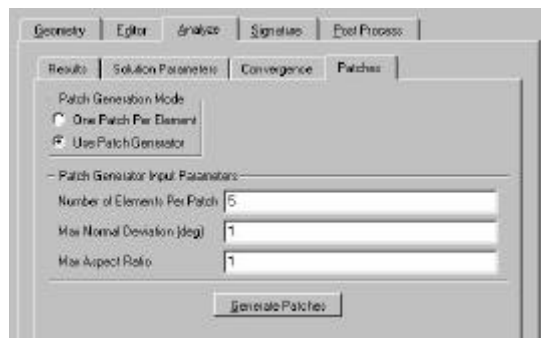 Geometry Editor Analyze Signature Post Process
Results Solution Parameters Convergence Patches
Patch Generation Mode
One Patch Per Element
Use Patch Generator
Patch Generator Input Parameters
Number of Elements Per Patch 5
Max Normal Deviation (deg) 1
Max Aspect Ratio 1
Generate Patches